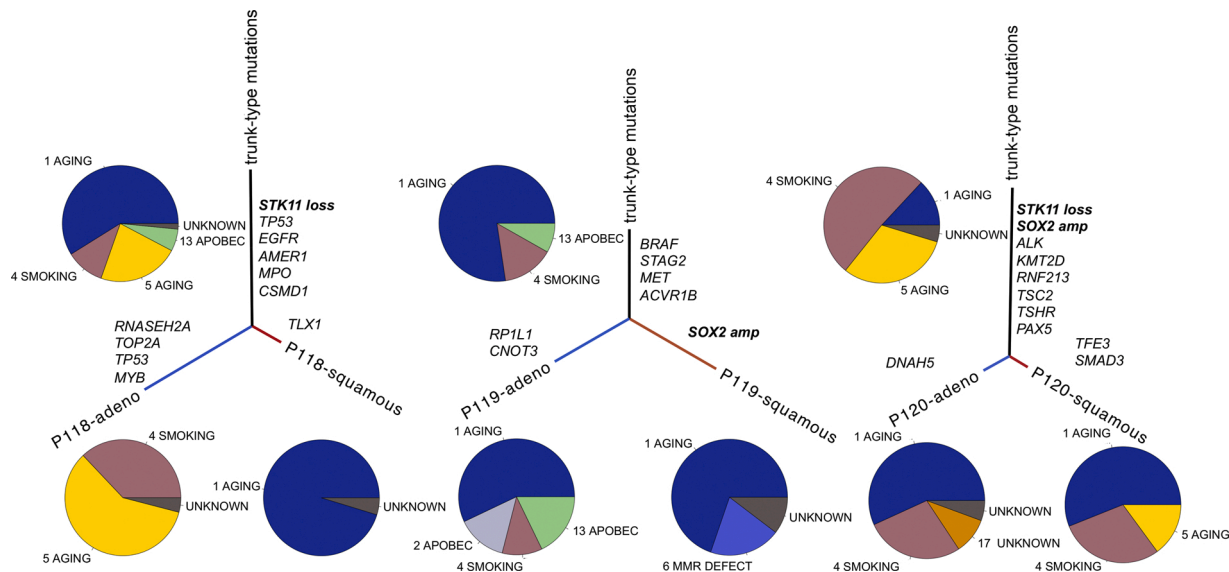 trunk-type mutations
1 AGING
UNKNOWN
13 APOBEC
4 SMOKING
5 AGING
STK11 loss
TP53
EGFR
AMER1
MPO
CSMD1
RNASEH2A
TOP2A
TP53
MYB
TLX1
P118-adeno
P118-squamous
4 SMOKING
UNKNOWN
5 AGING
1 AGING
UNKNOWN
trunk-type mutations
1 AGING
13 APOBEC
4 SMOKING
BRAF
STAG2
MET
ACVR1B
RP1L1
CNOT3
SOX2 amp
P119-adeno
P119-squamous
1 AGING
2 APOBEC
4 SMOKING
13 APOBEC
1 AGING
UNKNOWN
6 MMR DEFECT
trunk-type mutations
4 SMOKING
1 AGING
UNKNOWN
5 AGING
STK11 loss
SOX2 amp
ALK
KMT2D
RNF213
TSC2
TSHR
PAX5
DNAH5
TFE3
SMAD3
P120-adeno
P120-squamous
1 AGING
UNKNOWN
17 UNKNOWN
4 SMOKING
1 AGING
5 AGING
4 SMOKING